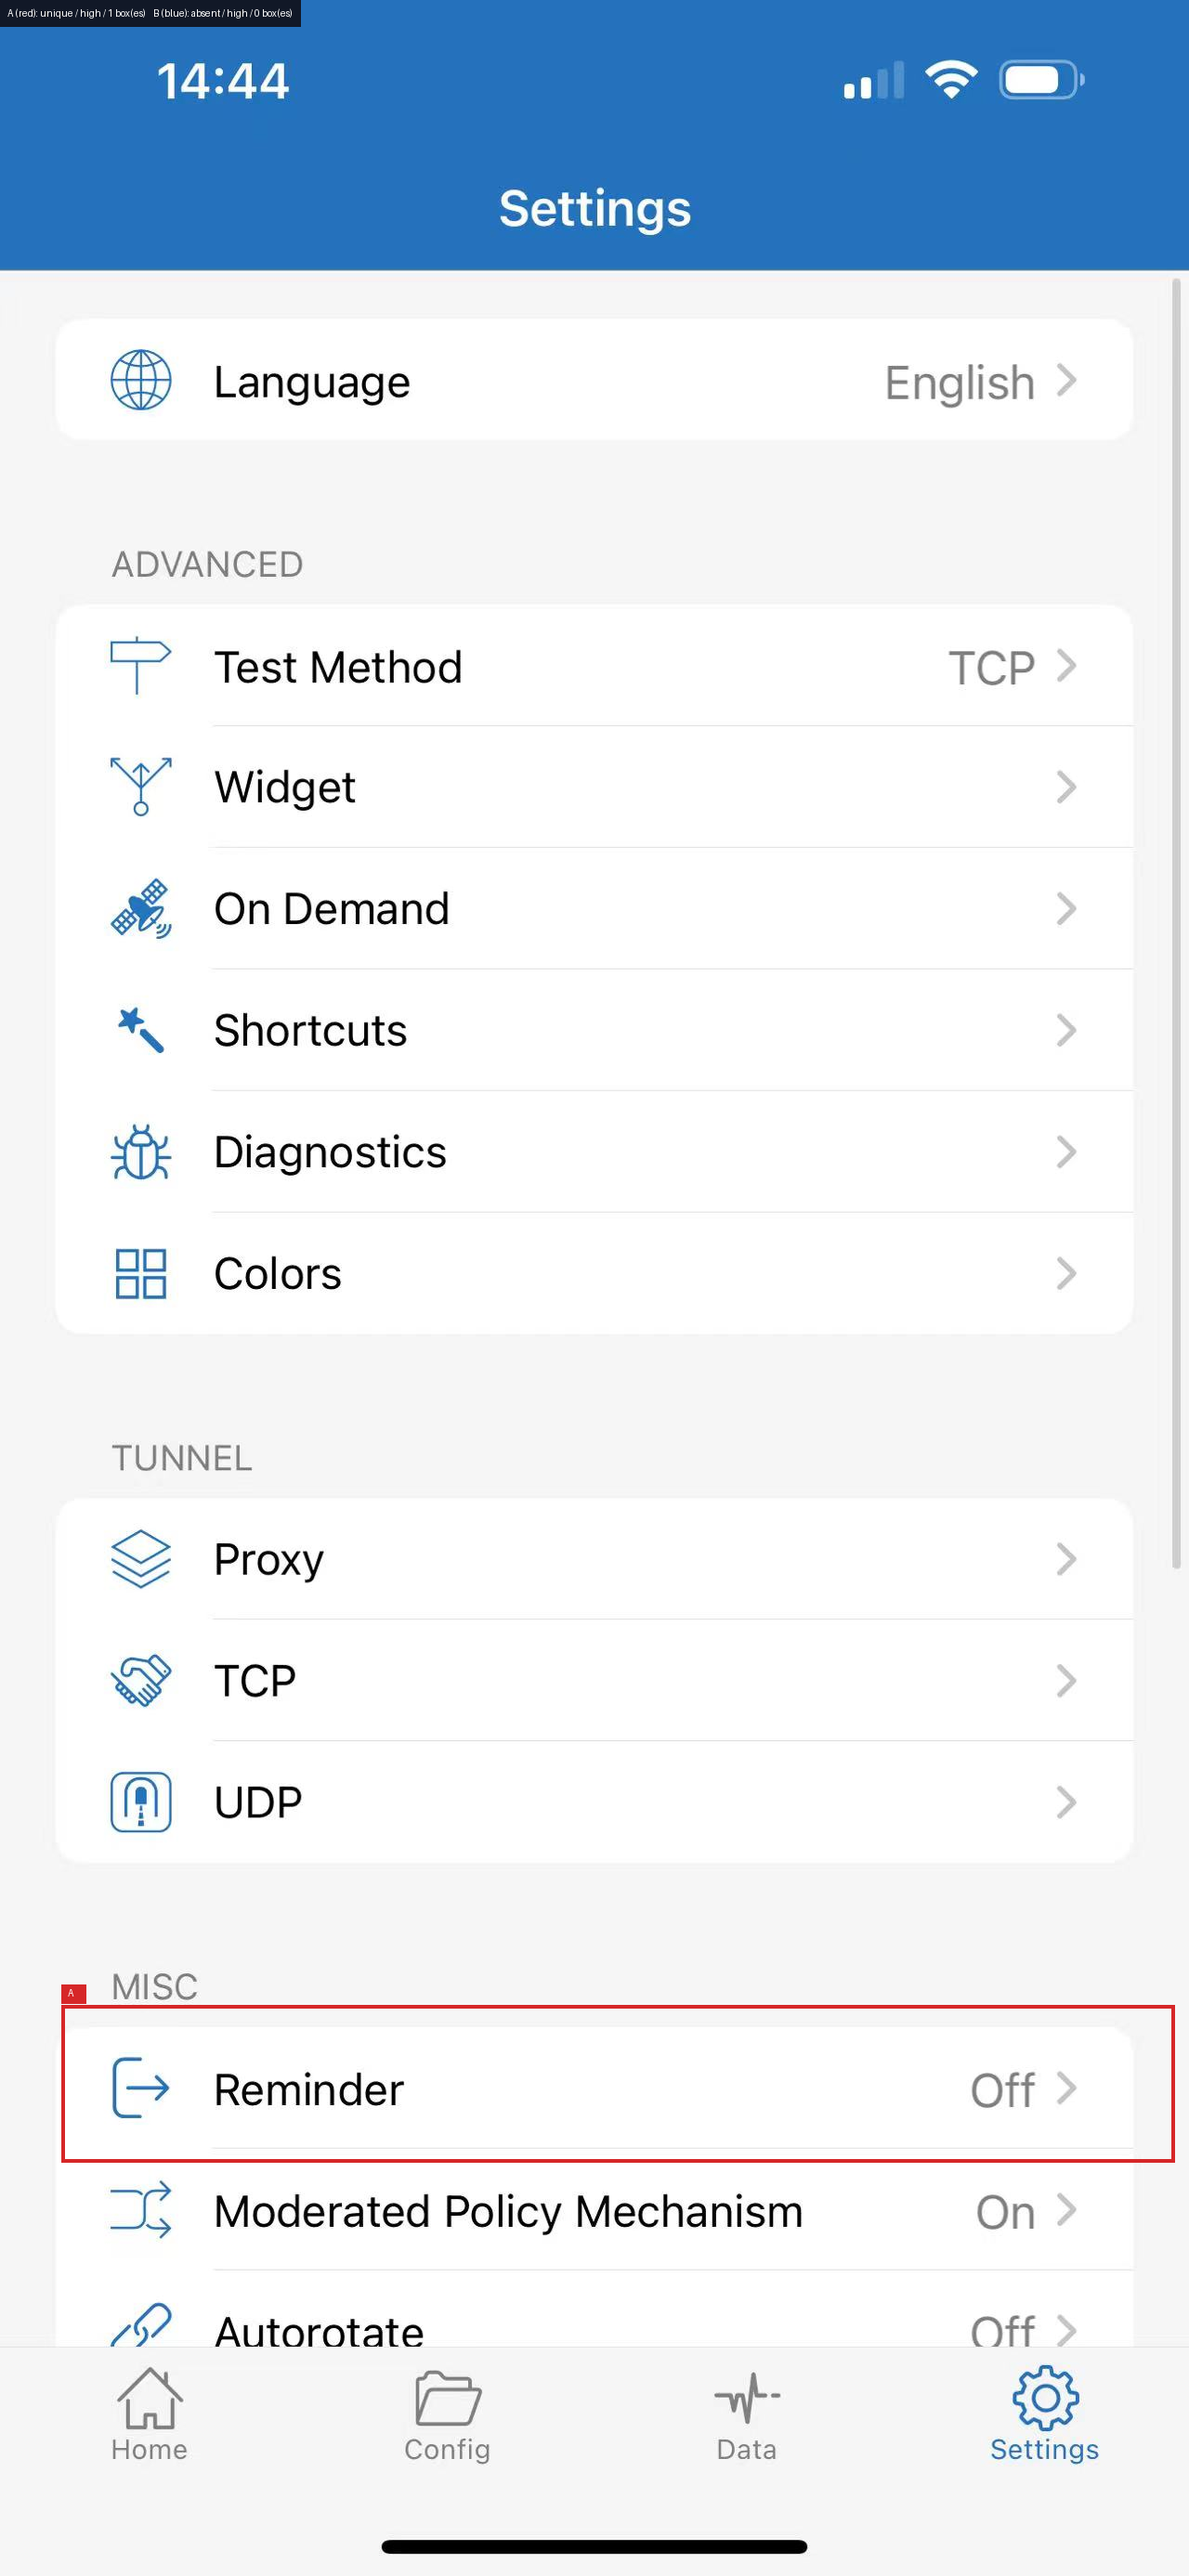 A (red): unique / high / 1 box(es) B (blue): absent / high / 0 box(es)
14:44
Settings
Language English
ADVANCED
Test Method TCP
Widget
On Demand
Shortcuts
Diagnostics
Colors
TUNNEL
Proxy
TCP
UDP
MISC
A
Reminder Off
Moderated Policy Mechanism On
Autorotate Off
Home Config Data Settings